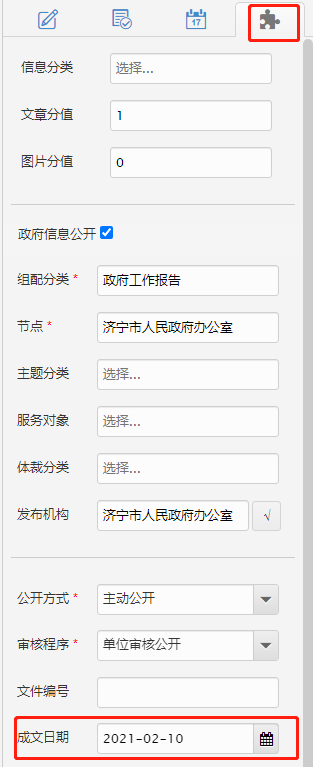 17
信息分类 选择...
文章分值 1
图片分值 0
政府信息公开
组配分类 * 政府工作报告
节点 * 济宁市人民政府办公室
主题分类 选择...
服务对象 选择...
体裁分类 选择...
发布机构 济宁市人民政府办公室 √
公开方式 * 主动公开
审核程序 * 单位审核公开
文件编号
成文日期 2021-02-10